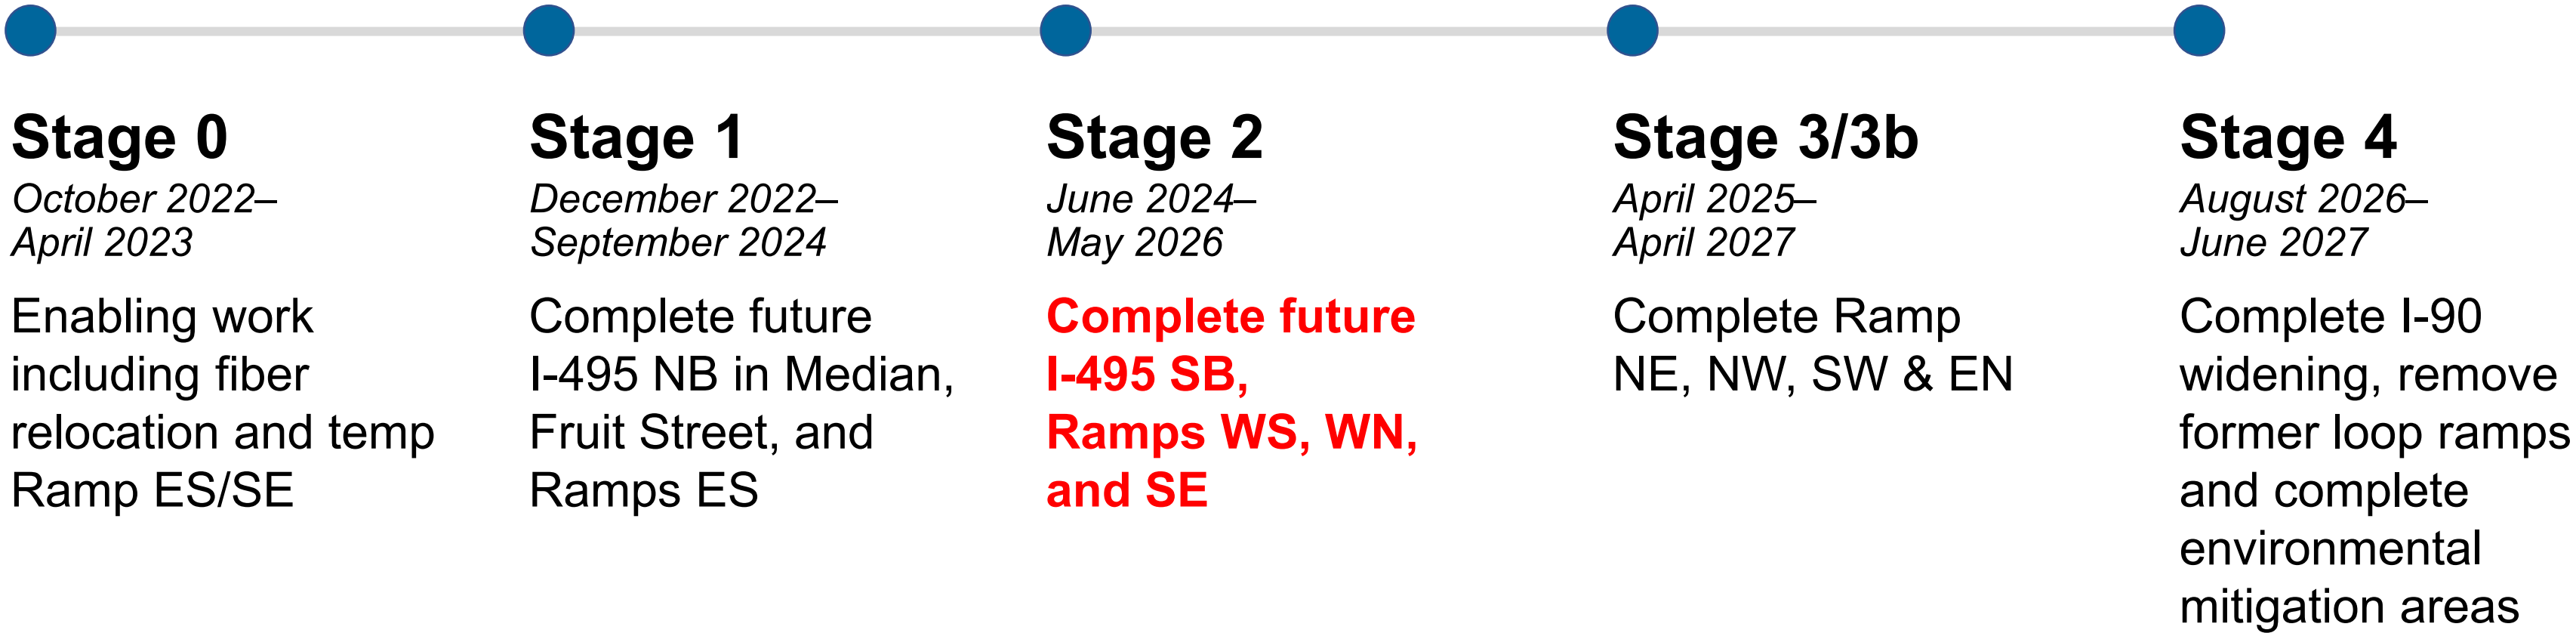 Stage 0
October 2022–
April 2023
Enabling work
including fiber
relocation and temp
Ramp ES/SE
Stage 1
December 2022–
September 2024
Complete future
I-495 NB in Median,
Fruit Street, and
Ramps ES
Stage 2
June 2024–
May 2026
Complete future
I-495 SB,
Ramps WS, WN,
and SE
Stage 3/3b
April 2025–
April 2027
Complete Ramp
NE, NW, SW & EN
Stage 4
August 2026–
June 2027
Complete I-90
widening, remove
former loop ramps
and complete
environmental
mitigation areas